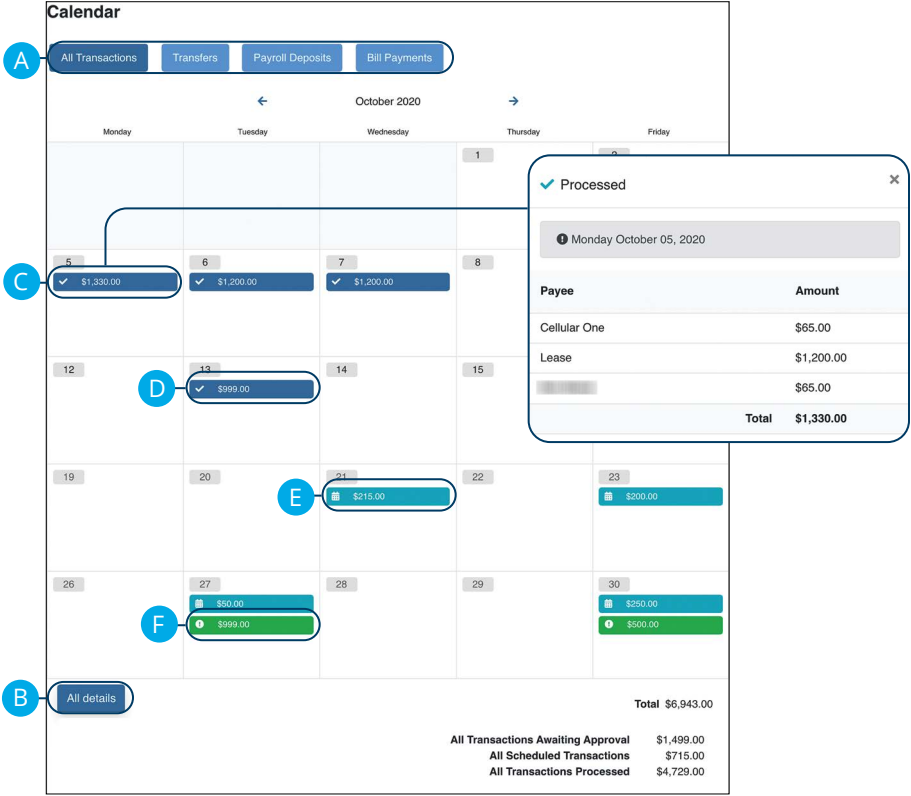 Calendar
A
All Transactions Transfers Payroll Deposits Bill Payments
October 2020
Monday Tuesday Wednesday Thursday Friday
1
Processed ×
Monday October 05, 2020
Payee Amount
Cellular One $65.00
Lease $1,200.00
$65.00
Total $1,330.00
5 6 7 8
C $1,330.00 $1,200.00 $1,200.00
12 13 14 15
D $999.00
19 20 21 22 23
E $215.00 $200.00
26 27 28 29 30
$50.00 $250.00
F $999.00 $500.00
B All details
Total $6,943.00
All Transactions Awaiting Approval $1,499.00
All Scheduled Transactions $715.00
All Transactions Processed $4,729.00